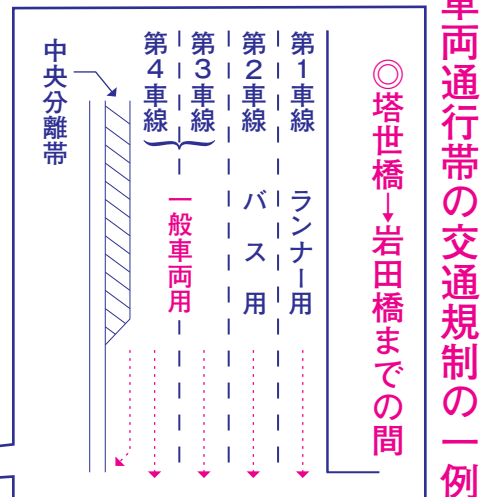 車両通行帯の交通規制の一例
◎塔世橋→岩田橋までの間
第1車線
ランナー用
第2車線
バス用
第3車線
第4車線
一般車両用
中央分離帯